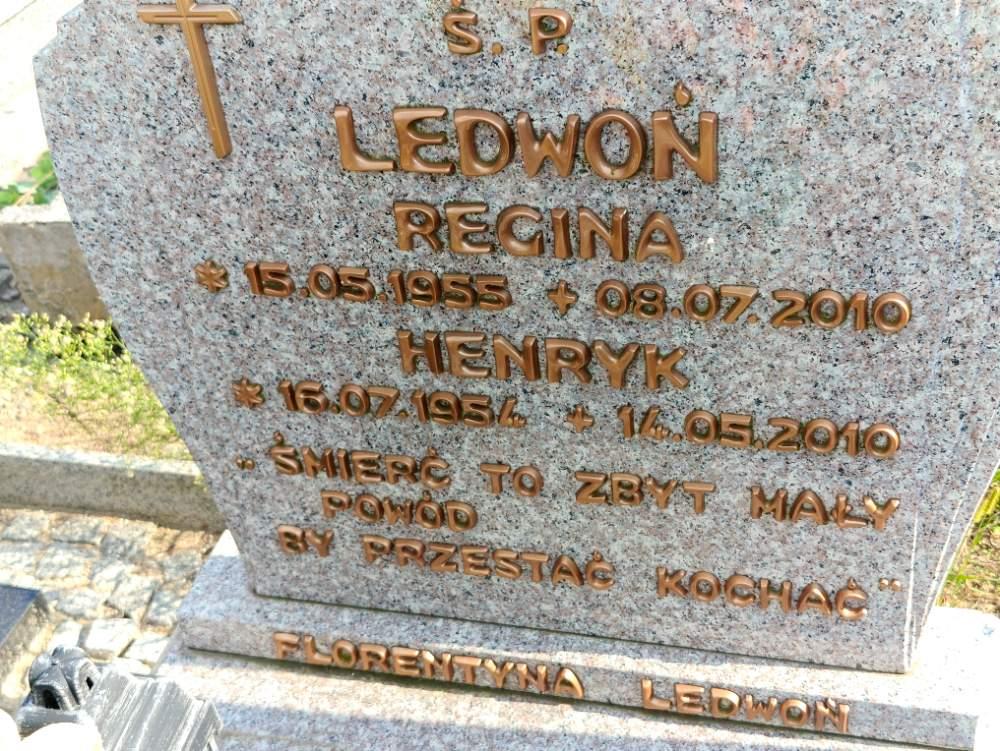 Ś. P.
LEDWOŃ
REGINA
* 15.05.1955 + 08.07.2010
HENRYK
* 16.07.1954 + 14.05.2010
"ŚMIERĆ TO ZBYT MAŁY
POWÓD
BY PRZESTAĆ KOCHAĆ"
FLORENTYNA LEDWOŃ